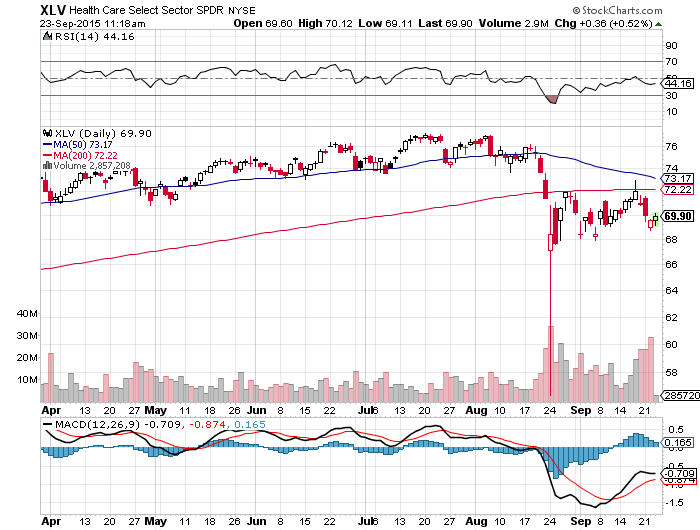 XLV Health Care Select Sector SPDR NYSE © StockCharts.com
23-Sep-2015 11:18am Open 69.60 High 70.12 Low 69.11 Last 69.90 Volume 2.9M Chg +0.36 (+0.52%)
RSI(14) 44.16
90
70
50
44.16
30
10
XLV (Daily) 69.90
MA(50) 73.17
MA(200) 72.22
Volume 2,857,208
76
74
73.17
72.22
69.90
68
66
64
62
60
58
40M
30M
20M
10M
2857208
Apr 13 20 27 May 11 18 26 Jun 8 15 22 Jul 6 13 20 27 Aug 10 17 24 Sep 8 14 21
MACD(12,26,9) -0.709, -0.874, 0.165
0.5
0.165
-0.709
-0.874
-1.5
Apr 13 20 27 May 11 18 26 Jun 8 15 22 Jul 6 13 20 27 Aug 10 17 24 Sep 8 14 21